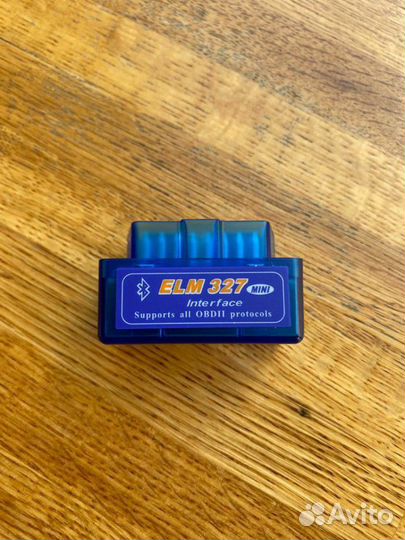 ELM 327 MINI
Interface
Supports all OBDII protocols
Avito